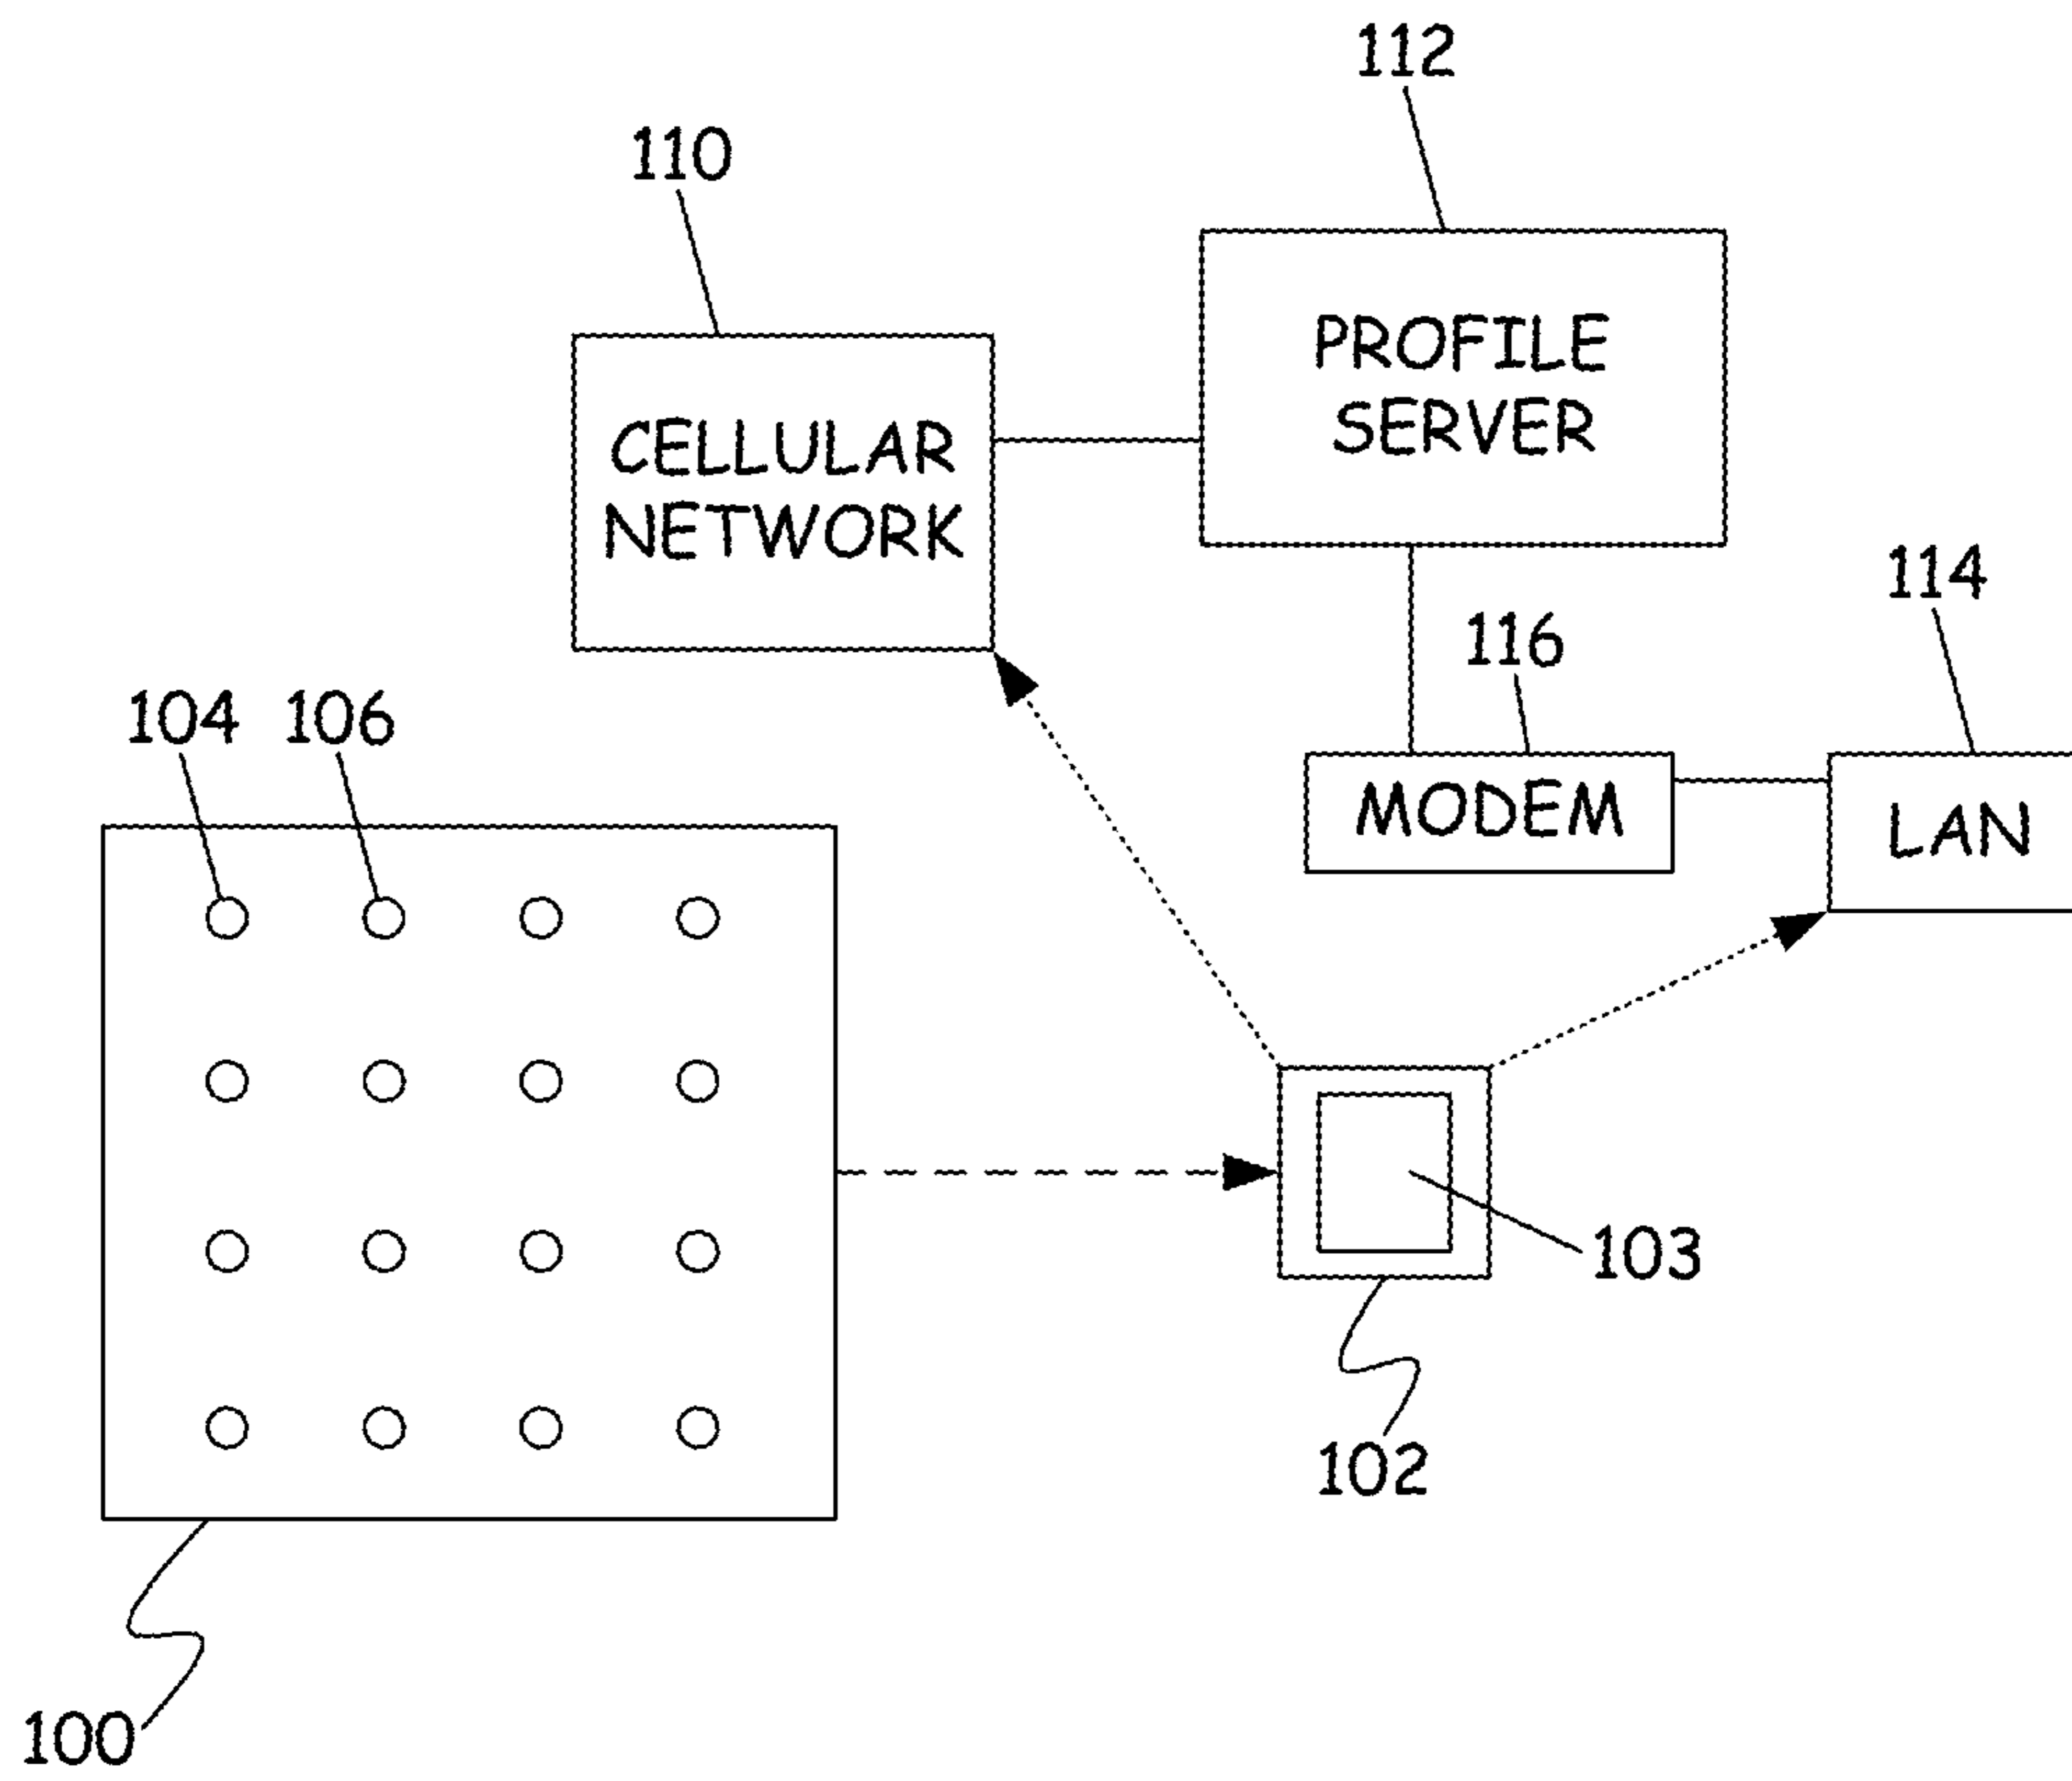 112
110
PROFILE
SERVER
CELLULAR
NETWORK
114
116
104 106
MODEM
LAN
103
102
100